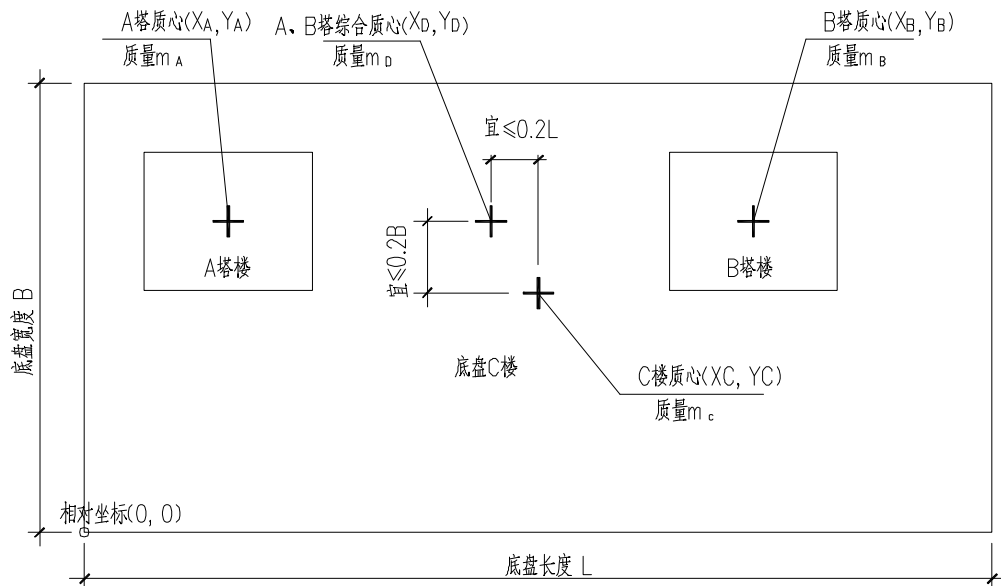 A塔质心(XA,YA)
质量mA
A、B塔综合质心(XD,YD)
质量mD
B塔质心(XB,YB)
质量mB
宜≤0.2L
宜≤0.2B
A塔楼
B塔楼
底盘宽度 B
底盘C楼
C楼质心(XC, YC)
质量mc
相对坐标(0, 0)
底盘长度 L